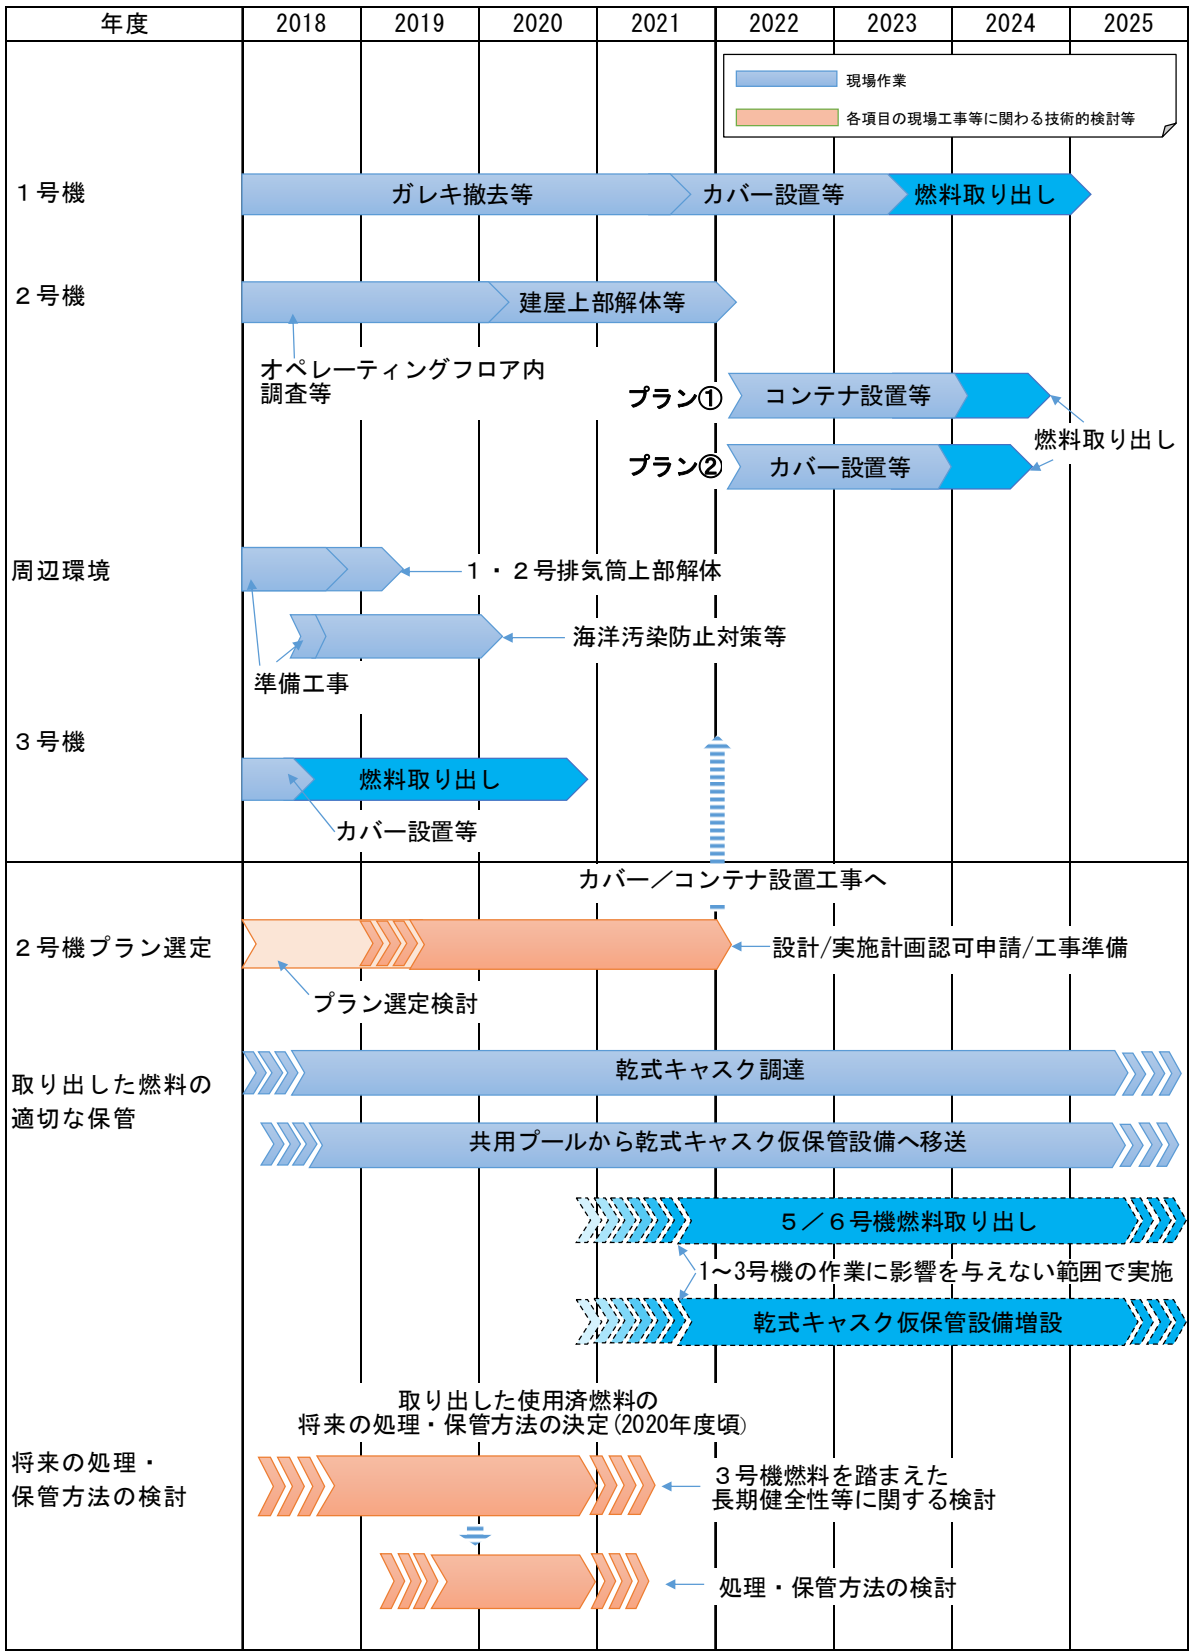 年度 2018 2019 2020 2021 2022 2023 2024 2025
現場作業
各項目の現場工事等に関わる技術的検討等
１号機
ガレキ撤去等
カバー設置等
燃料取り出し
２号機
建屋上部解体等
オペレーティングフロア内
調査等
プラン①
コンテナ設置等
燃料取り出し
プラン②
カバー設置等
周辺環境
１・２号排気筒上部解体
海洋汚染防止対策等
準備工事
３号機
燃料取り出し
カバー設置等
カバー／コンテナ設置工事へ
２号機プラン選定
設計/実施計画認可申請/工事準備
プラン選定検討
取り出した燃料の
適切な保管
乾式キャスク調達
共用プールから乾式キャスク仮保管設備へ移送
５／６号機燃料取り出し
1～3号機の作業に影響を与えない範囲で実施
乾式キャスク仮保管設備増設
取り出した使用済燃料の
将来の処理・保管方法の決定(2020年度頃)
将来の処理・
保管方法の検討
３号機燃料を踏まえた
長期健全性等に関する検討
処理・保管方法の検討